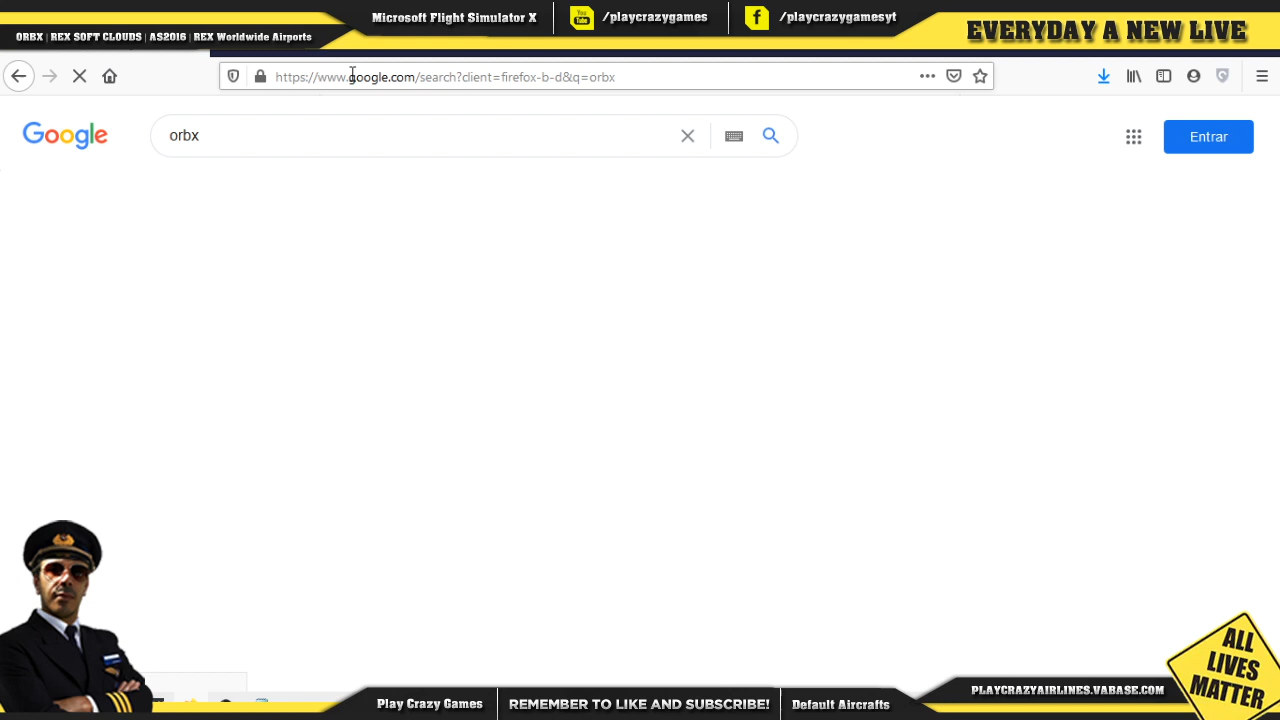 Microsoft Flight Simulator X
You Tube /playcrazygames
f /playcrazygamesyt
EVERYDAY A NEW LIVE
ORBX | REX SOFT CLOUDS | AS2016 | REX Worldwide Airports
https://www.google.com/search?client=firefox-b-d&q=orbx
Google
orbx
Entrar
ALL
LIVES
MATTER
PLAYCRAZYAIRLINES.VABASE.COM
Play Crazy Games
REMEMBER TO LIKE AND SUBSCRIBE!
Default Aircrafts